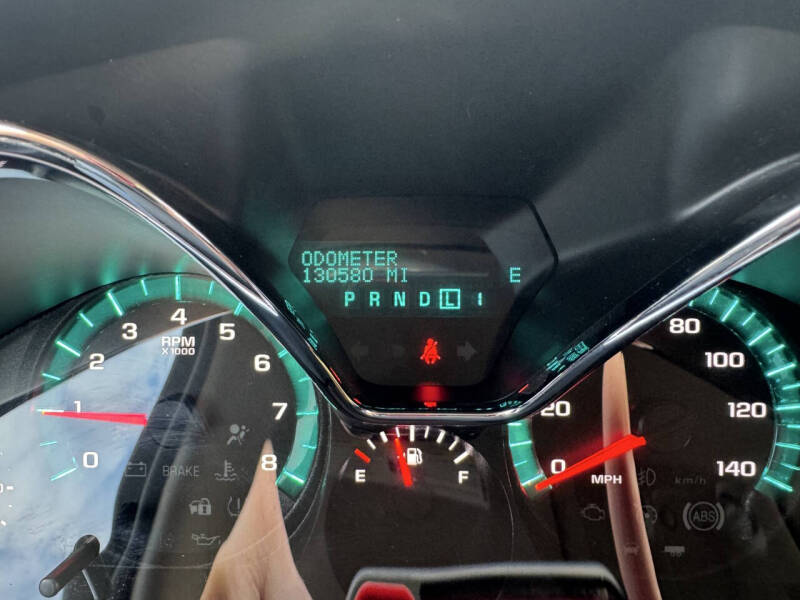 ODOMETER
130580 MI E
P R N D L I
4
3 5
RPM
X1000
2 6
1 7
0 8
BRAKE
E F
80
100
20 120
0 140
MPH
km/h
ABS